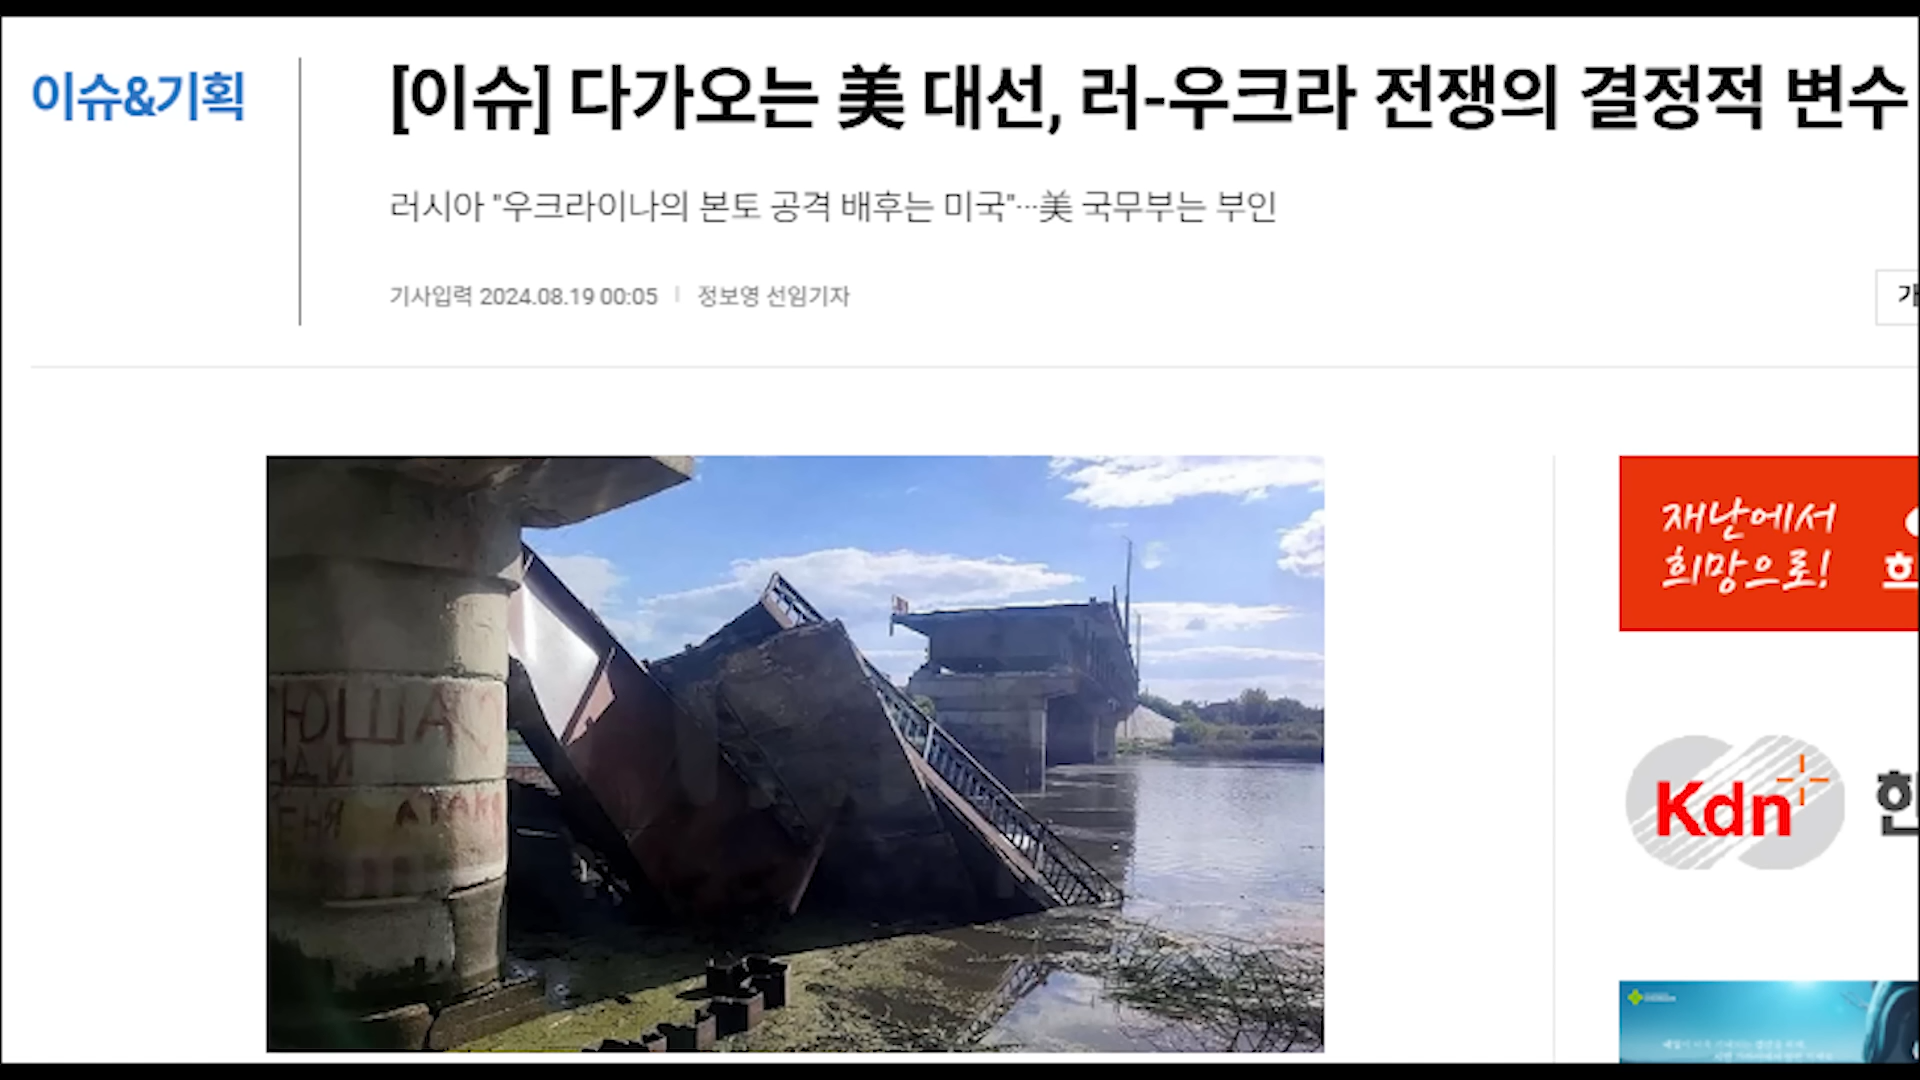 이슈&기획
[이슈] 다가오는 美 대선, 러-우크라 전쟁의 결정적 변수
러시아 "우크라이나의 본토 공격 배후는 미국"…美 국무부는 부인
기사입력 2024.08.19 00:05 | 정보영 선임기자
재난에서
희망으로!
ЮША
АТАКА
Kdn
한